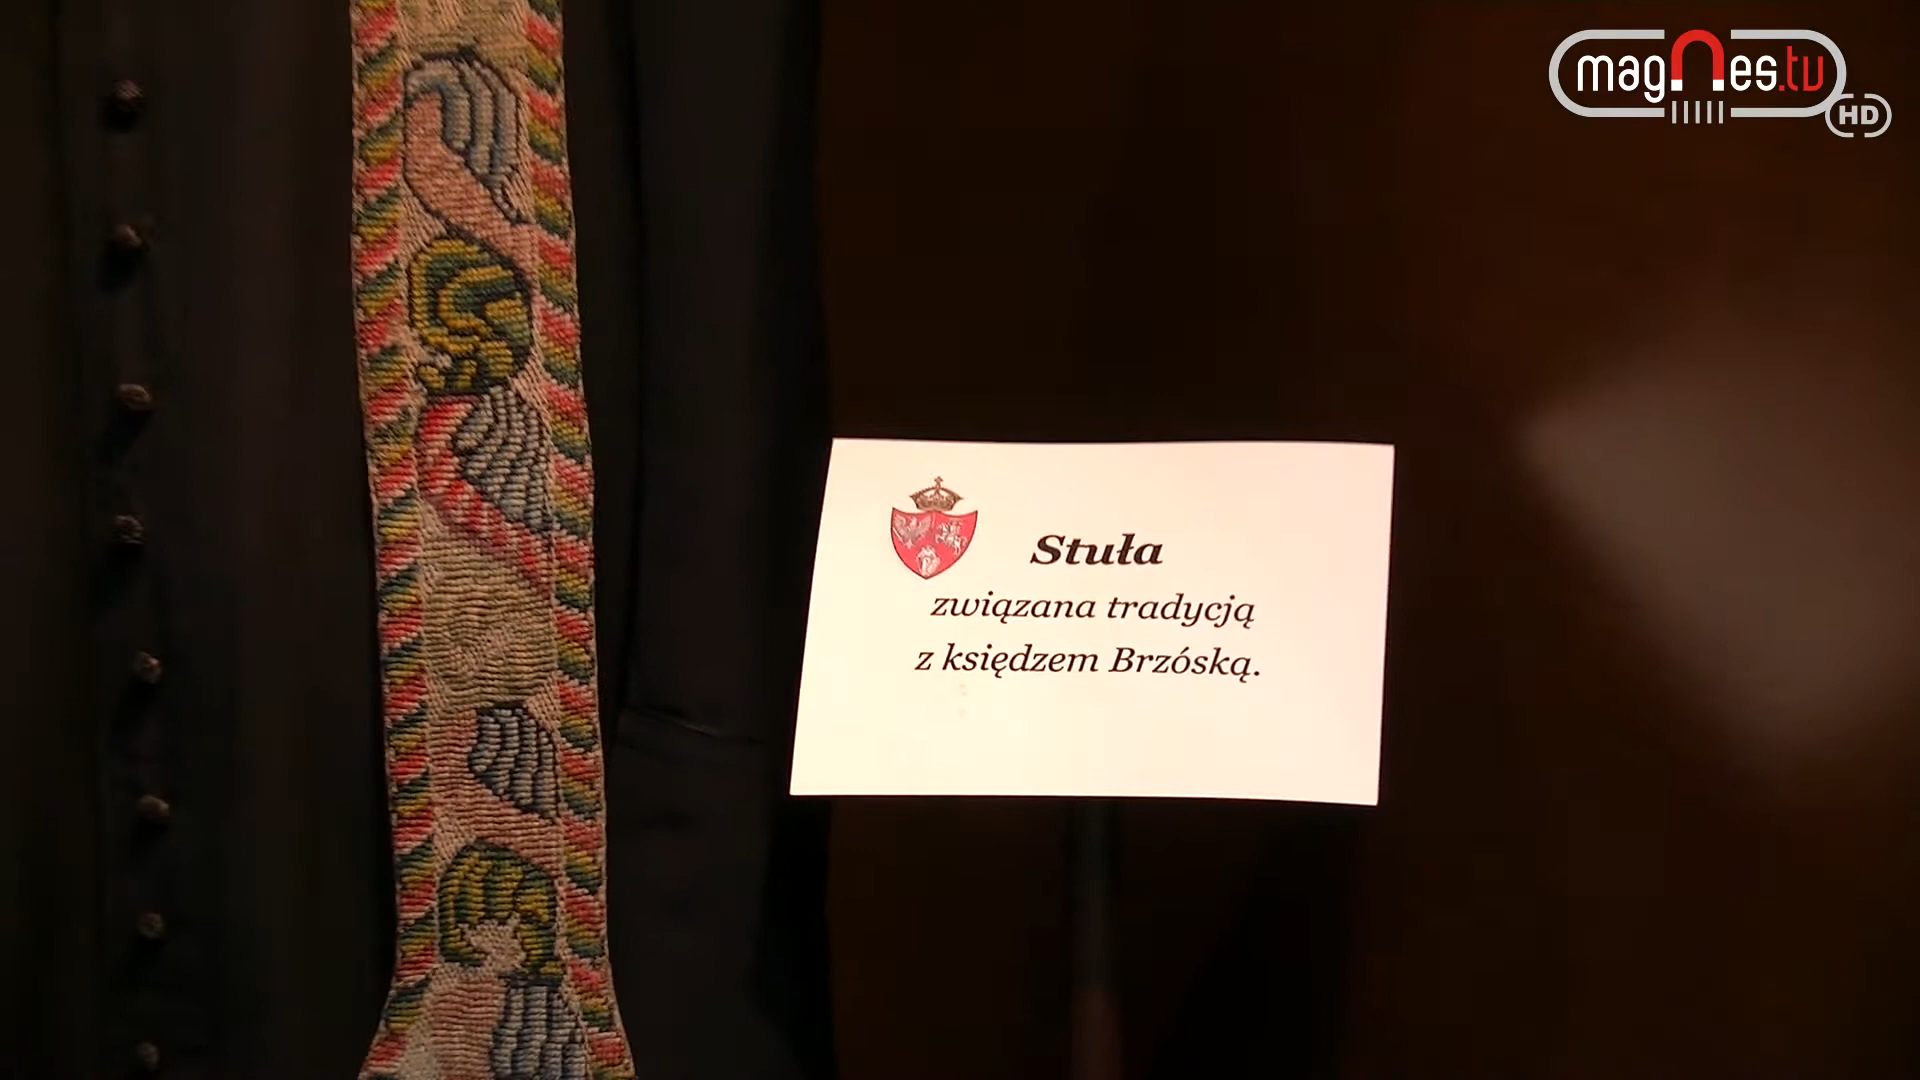 magnes.tv
HD
Stuła
związana tradycją
z księdzem Brzóską.